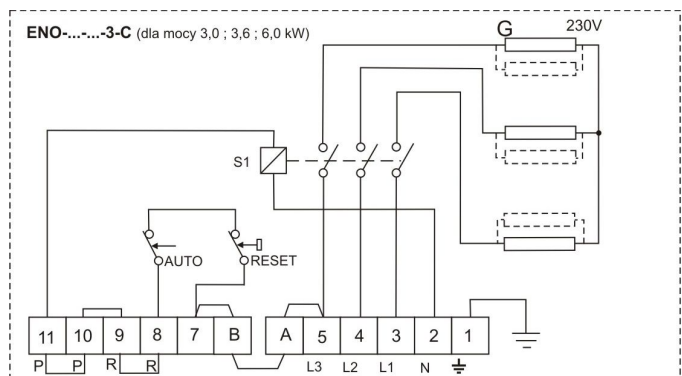 ENO-...-...-3-C (dla mocy 3,0 ; 3,6 ; 6,0 kW)
G 230V
S1
AUTO
RESET
11 10 9 8 7 B A 5 4 3 2 1
P P R R L3 L2 L1 N